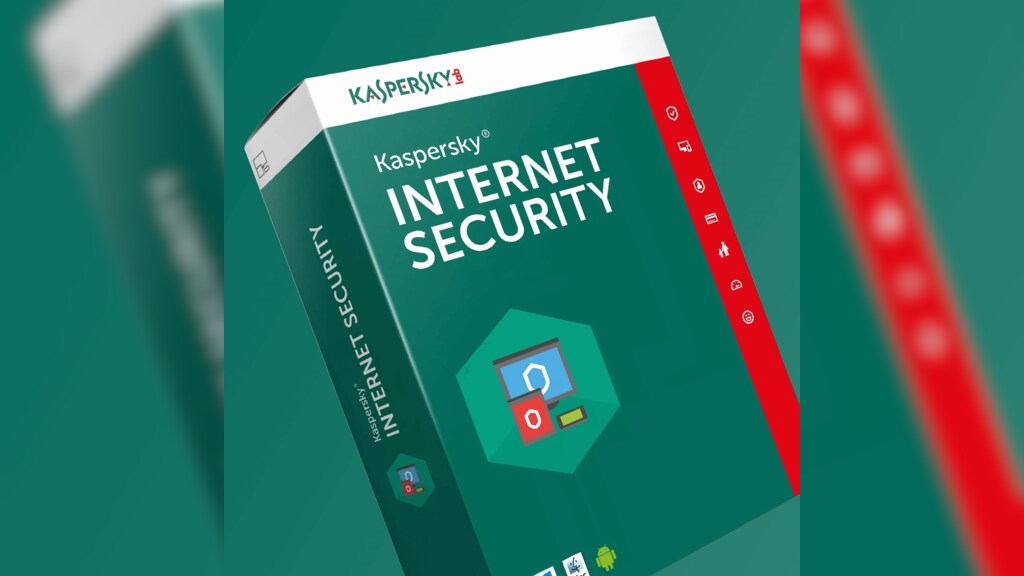 KASPERSKY lab
Kaspersky®
INTERNET
SECURITY
Kaspersky®
INTERNET SECURITY